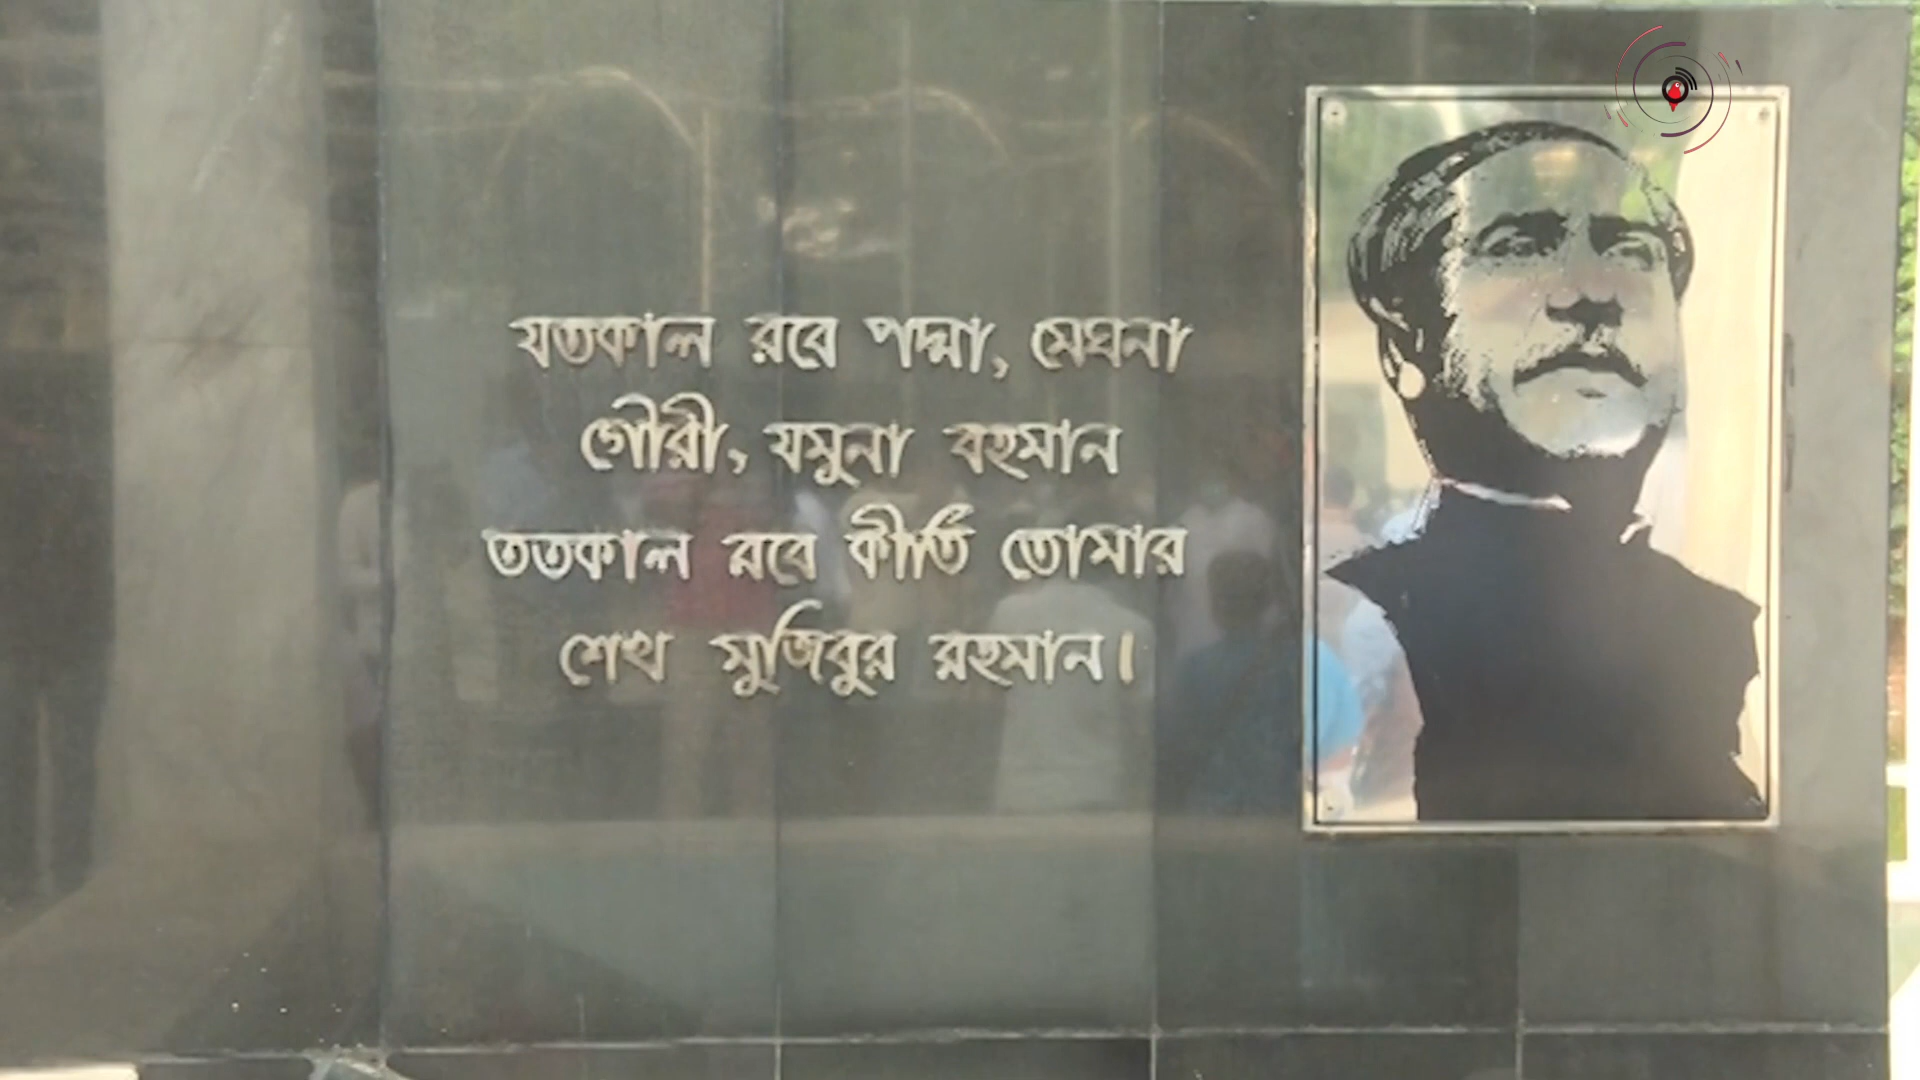 যতকাল রবে পদ্মা, মেঘনা
গৌরী, যমুনা বহমান
ততকাল রবে কীর্তি তোমার
শেখ মুজিবুর রহমান।